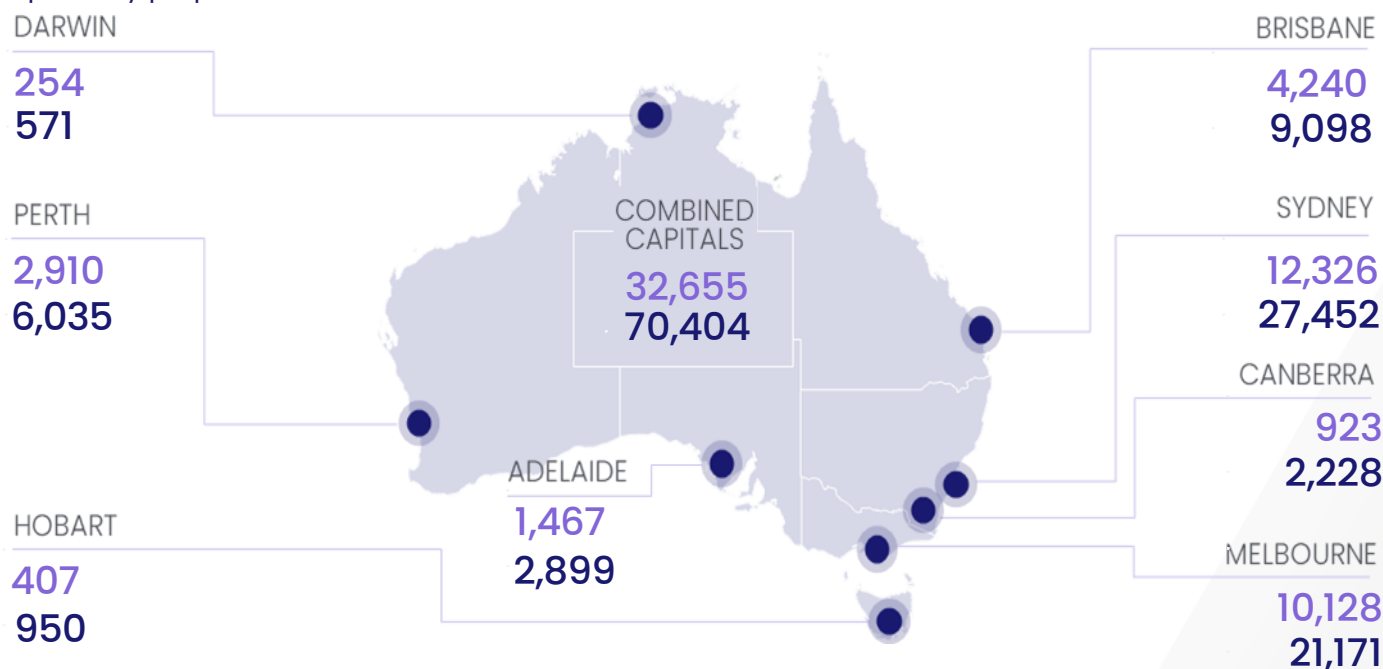 DARWIN
254
571
PERTH
2,910
6,035
HOBART
407
950
COMBINED
CAPITALS
32,655
70,404
ADELAIDE
1,467
2,899
BRISBANE
4,240
9,098
SYDNEY
12,326
27,452
CANBERRA
923
2,228
MELBOURNE
10,128
21,171